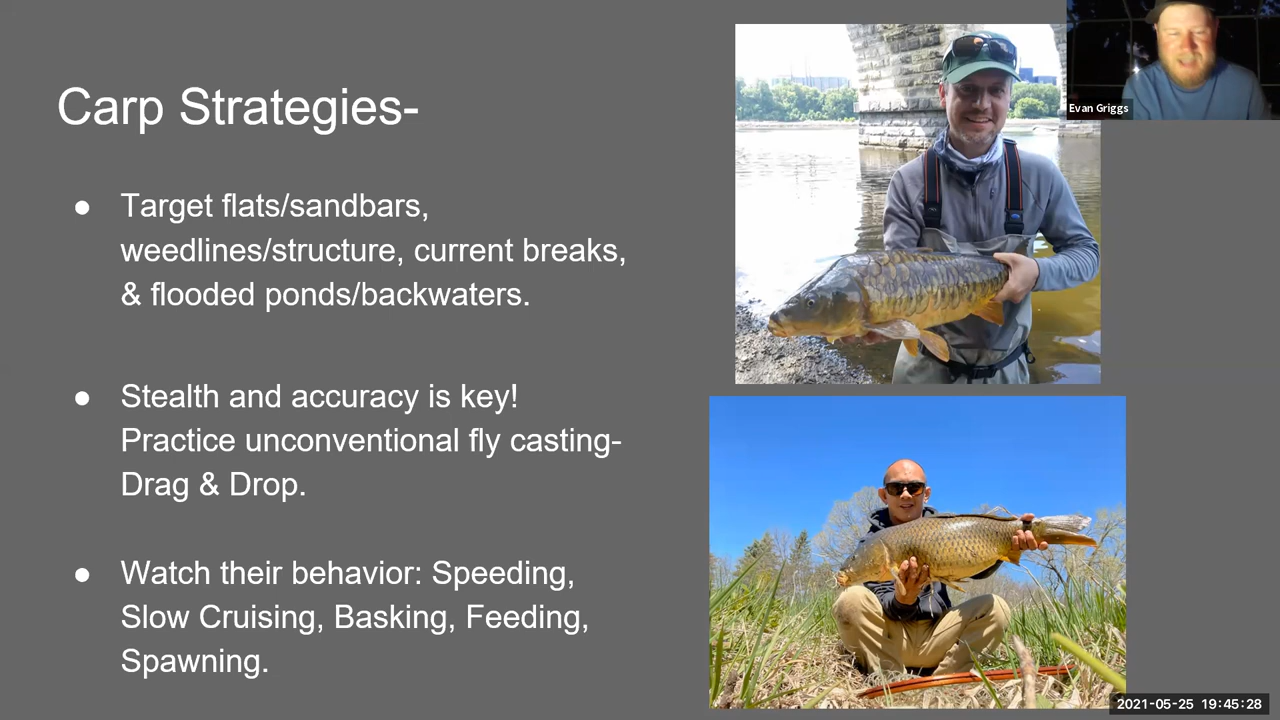 Carp Strategies-
● Target flats/sandbars,
weedlines/structure, current breaks,
& flooded ponds/backwaters.
● Stealth and accuracy is key!
Practice unconventional fly casting-
Drag & Drop.
● Watch their behavior: Speeding,
Slow Cruising, Basking, Feeding,
Spawning.
Evan Griggs
2021-05-25 19:45:28